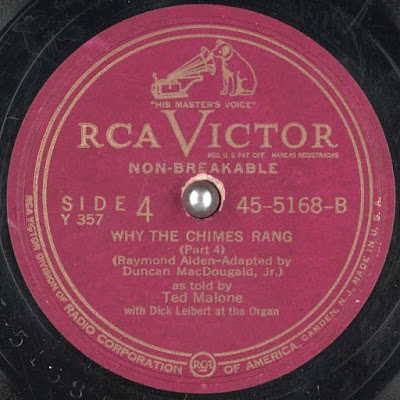 "HIS MASTER'S VOICE"
RCA VICTOR
REG. U. S. PAT. OFF. MARCAS REGISTRADAS
NON-BREAKABLE
SIDE 4
Y 357
45-5168-B
WHY THE CHIMES RANG
(Part 4)
(Raymond Alden-Adapted by
Duncan MacDougald, Jr.)
as told by
Ted Malone
with Dick Leibert at the Organ
RCA VICTOR DIVISION OF RADIO CORPORATION OF AMERICA, CAMDEN, N. J. MADE IN U. S. A.
RCA